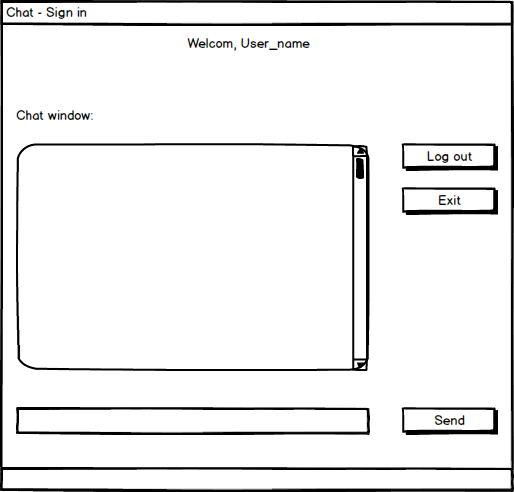 Chat - Sign in
Welcom, User_name
Chat window:
Log out
Exit
Send